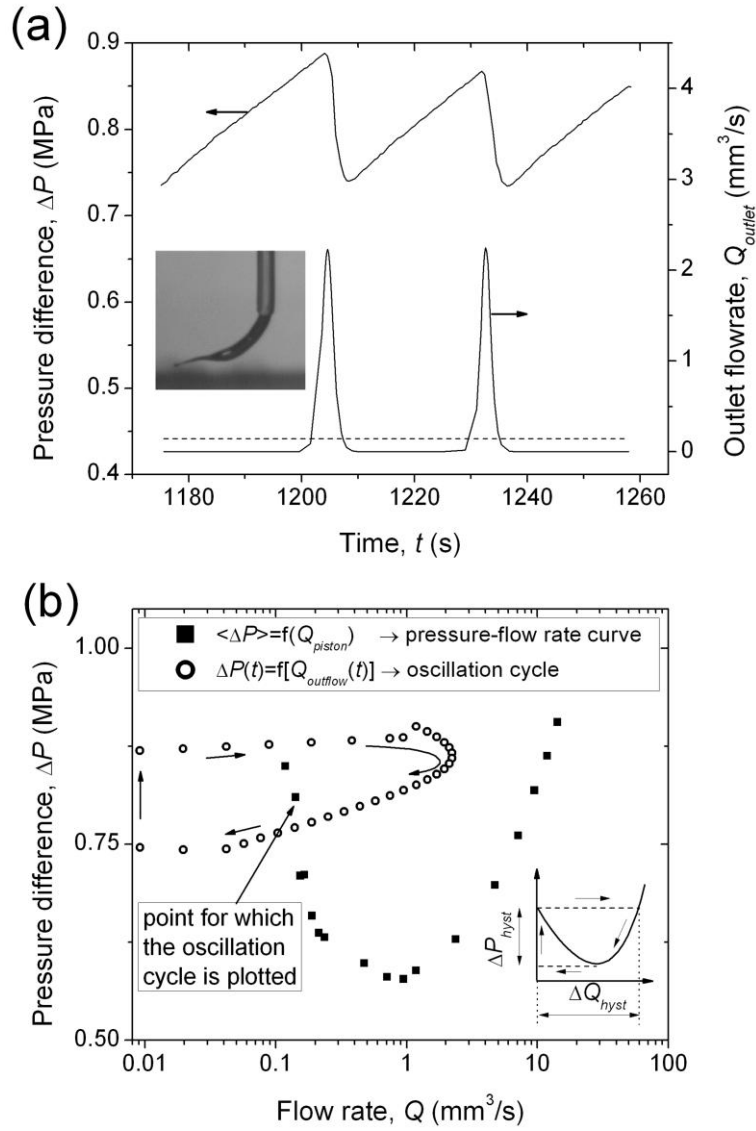 (a)
0.9
0.8
0.7
0.6
0.5
0.4
Pressure difference, ΔP (MPa)
4
3
2
1
0
Outlet flowrate, Q_outlet (mm³/s)
1180 1200 1220 1240 1260
Time, t (s)
(b)
■ <ΔP>=f(Q_piston) → pressure-flow rate curve
○ ΔP(t)=f[Q_outflow(t)] → oscillation cycle
1.00
0.75
0.50
Pressure difference, ΔP (MPa)
point for which
the oscillation
cycle is plotted
ΔP_hyst
ΔQ_hyst
0.01 0.1 1 10 100
Flow rate, Q (mm³/s)